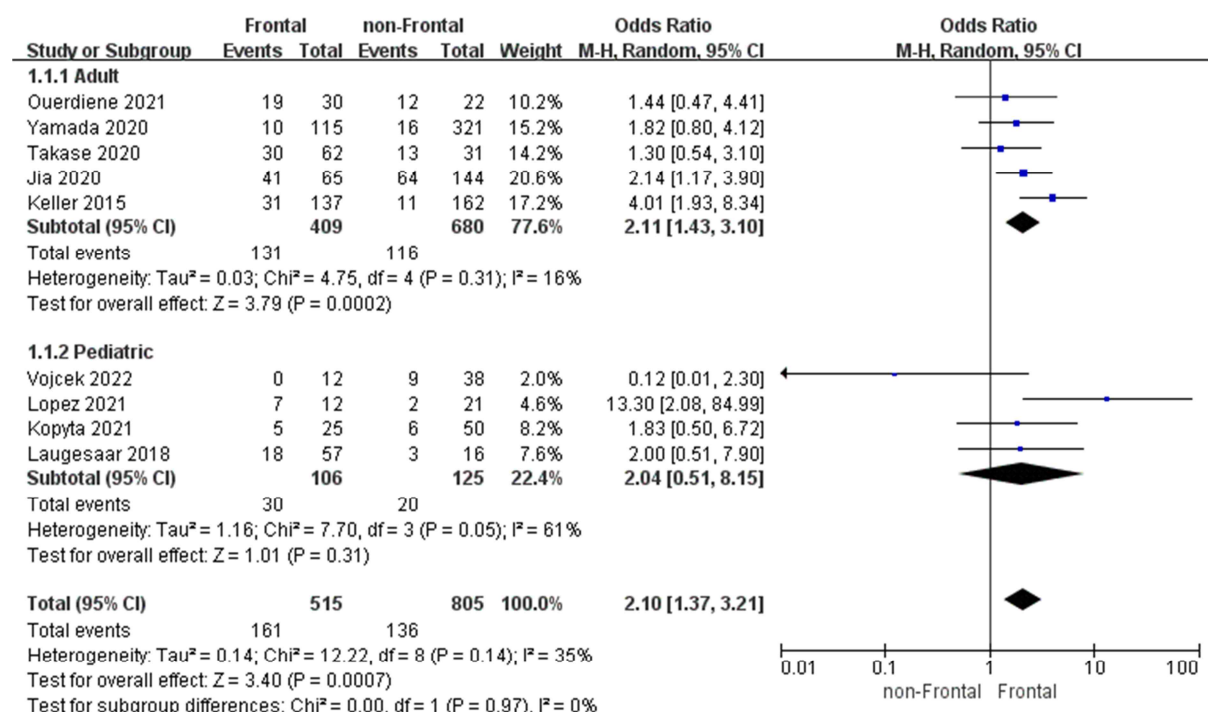 Frontal non-Frontal Odds Ratio Odds Ratio
Study or Subgroup Events Total Events Total Weight M-H, Random, 95% CI M-H, Random, 95% CI
1.1.1 Adult
Ouerdiene 2021 19 30 12 22 10.2% 1.44 [0.47, 4.41]
Yamada 2020 10 115 16 321 15.2% 1.82 [0.80, 4.12]
Takase 2020 30 62 13 31 14.2% 1.30 [0.54, 3.10]
Jia 2020 41 65 64 144 20.6% 2.14 [1.17, 3.90]
Keller 2015 31 137 11 162 17.2% 4.01 [1.93, 8.34]
Subtotal (95% CI) 409 680 77.6% 2.11 [1.43, 3.10]
Total events 131 116
Heterogeneity: Tau² = 0.03; Chi² = 4.75, df = 4 (P = 0.31); I² = 16%
Test for overall effect: Z = 3.79 (P = 0.0002)
1.1.2 Pediatric
Vojcek 2022 0 12 9 38 2.0% 0.12 [0.01, 2.30]
Lopez 2021 7 12 2 21 4.6% 13.30 [2.08, 84.99]
Kopyta 2021 5 25 6 50 8.2% 1.83 [0.50, 6.72]
Laugesaar 2018 18 57 3 16 7.6% 2.00 [0.51, 7.90]
Subtotal (95% CI) 106 125 22.4% 2.04 [0.51, 8.15]
Total events 30 20
Heterogeneity: Tau² = 1.16; Chi² = 7.70, df = 3 (P = 0.05); I² = 61%
Test for overall effect: Z = 1.01 (P = 0.31)
Total (95% CI) 515 805 100.0% 2.10 [1.37, 3.21]
Total events 161 136
Heterogeneity: Tau² = 0.14; Chi² = 12.22, df = 8 (P = 0.14); I² = 35%
Test for overall effect: Z = 3.40 (P = 0.0007)
Test for subgroup differences: Chi² = 0.00, df = 1 (P = 0.97), I² = 0%
0.01 0.1 1 10 100
non-Frontal Frontal